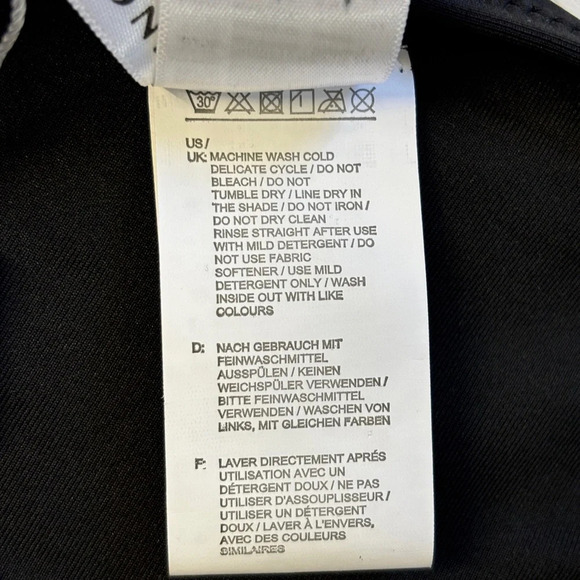 30°
US/
UK: MACHINE WASH COLD
DELICATE CYCLE / DO NOT
BLEACH / DO NOT
TUMBLE DRY / LINE DRY IN
THE SHADE / DO NOT IRON /
DO NOT DRY CLEAN
RINSE STRAIGHT AFTER USE
WITH MILD DETERGENT / DO
NOT USE FABRIC
SOFTENER / USE MILD
DETERGENT ONLY / WASH
INSIDE OUT WITH LIKE
COLOURS
D: NACH GEBRAUCH MIT
FEINWASCHMITTEL
AUSSPÜLEN / KEINEN
WEICHSPÜLER VERWENDEN /
BITTE FEINWASCHMITTEL
VERWENDEN / WASCHEN VON
LINKS, MIT GLEICHEN FARBEN
F: LAVER DIRECTEMENT APRÉS
UTILISATION AVEC UN
DÉTERGENT DOUX / NE PAS
UTILISER D'ASSOUPLISEUR /
UTILISER UN DÉTERGENT
DOUX / LAVER À L'ENVERS,
AVEC DES COULEURS
SIMILAIRES